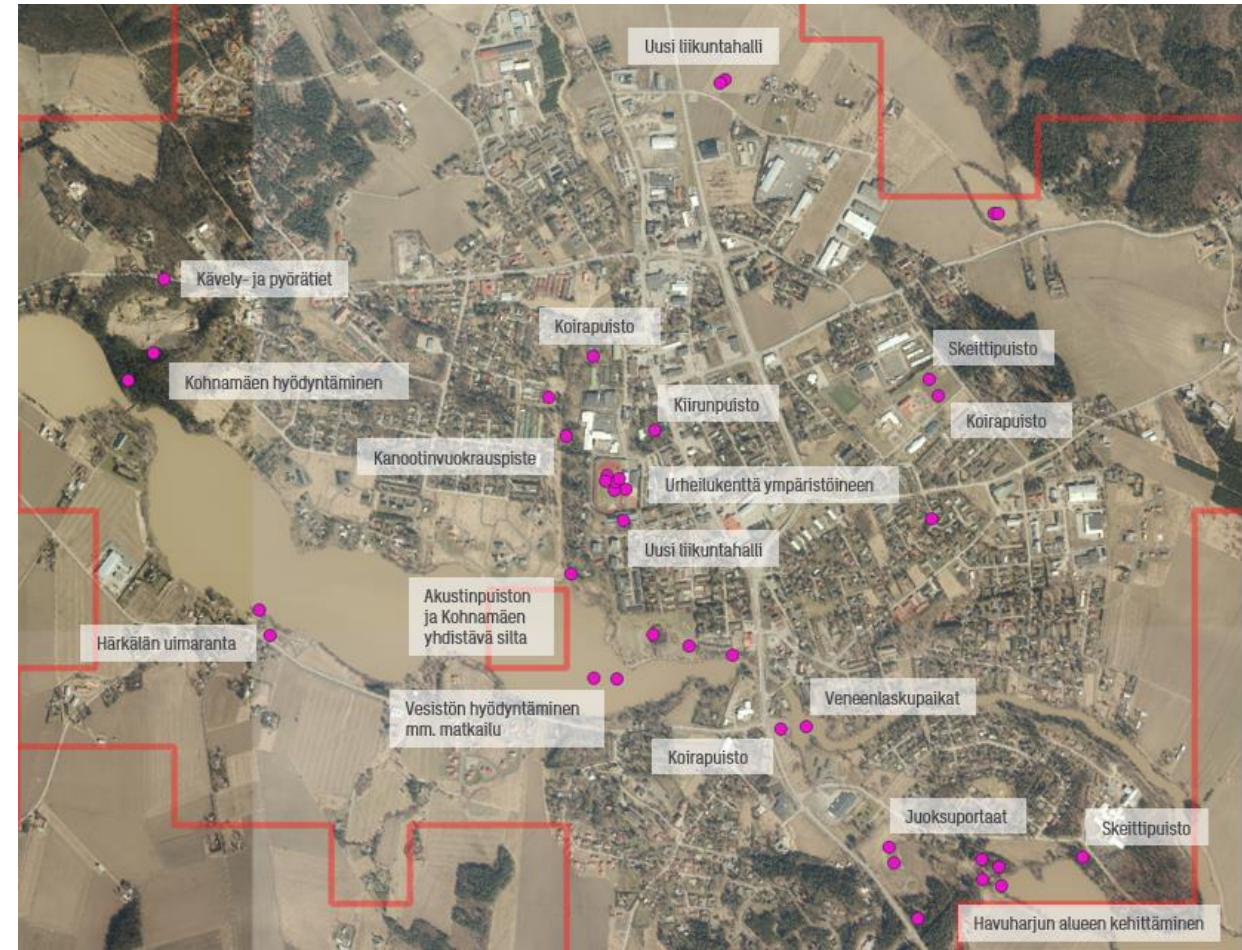 Uusi liikuntahalli
Kävely- ja pyörätiet
Koirapuisto
Skeittipuisto
Kohnamäen hyödyntäminen
Kiirunpuisto
Koirapuisto
Kanootinvuokrauspiste
Urheilukenttä ympäristöineen
Uusi liikuntahalli
Akustinpuiston
ja Kohnamäen
yhdistävä silta
Härkälän uimaranta
Vesistön hyödyntäminen
mm. matkailu
Veneenlaskupaikat
Koirapuisto
Juoksuportaat
Skeittipuisto
Havuharjun alueen kehittäminen